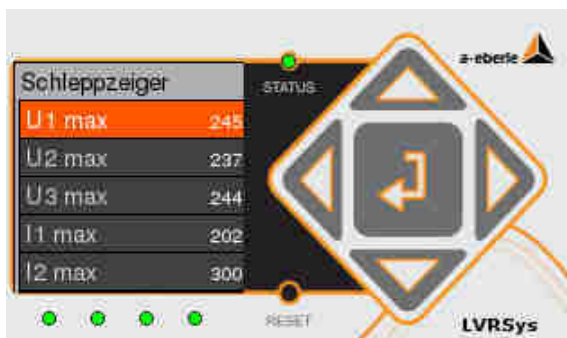 a-eberle
Schleppzeiger
STATUS
U1 max 245
U2 max 237
U3 max 244
I1 max 202
I2 max 300
RESET
LVRSys